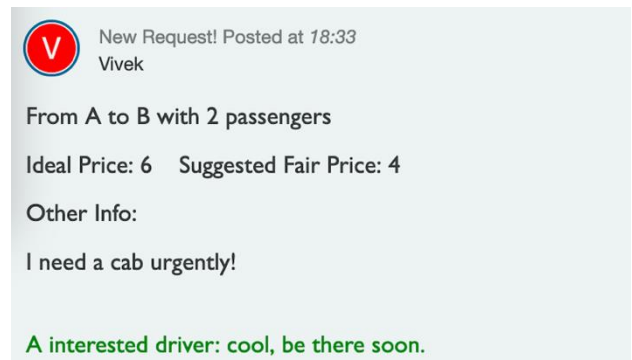 V
New Request! Posted at 18:33
Vivek
From A to B with 2 passengers
Ideal Price: 6 Suggested Fair Price: 4
Other Info:
I need a cab urgently!
A interested driver: cool, be there soon.